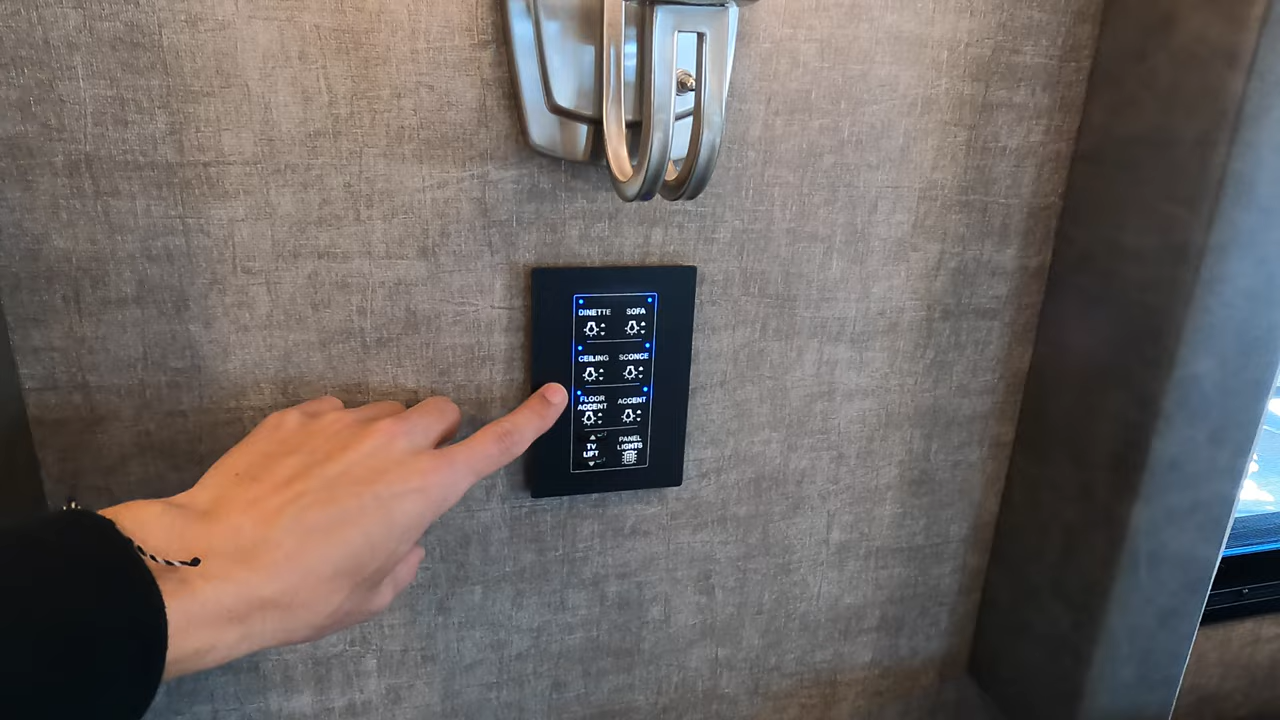 DINETTE SOFA
CEILING SCONCE
FLOOR
ACCENT ACCENT
TV
LIFT
PANEL
LIGHTS